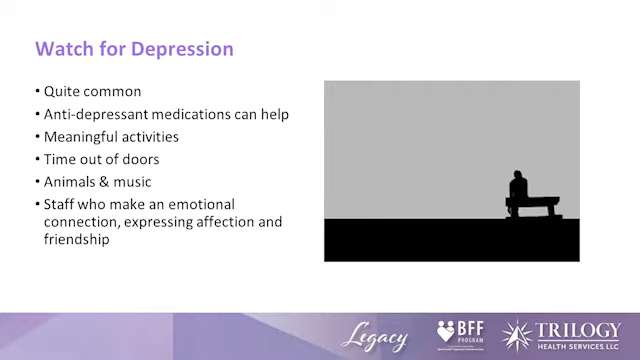 Watch for Depression
• Quite common
• Anti-depressant medications can help
• Meaningful activities
• Time out of doors
• Animals & music
• Staff who make an emotional
connection, expressing affection and
friendship
Legacy
BFF
PROGRAM
TRILOGY
HEALTH SERVICES LLC